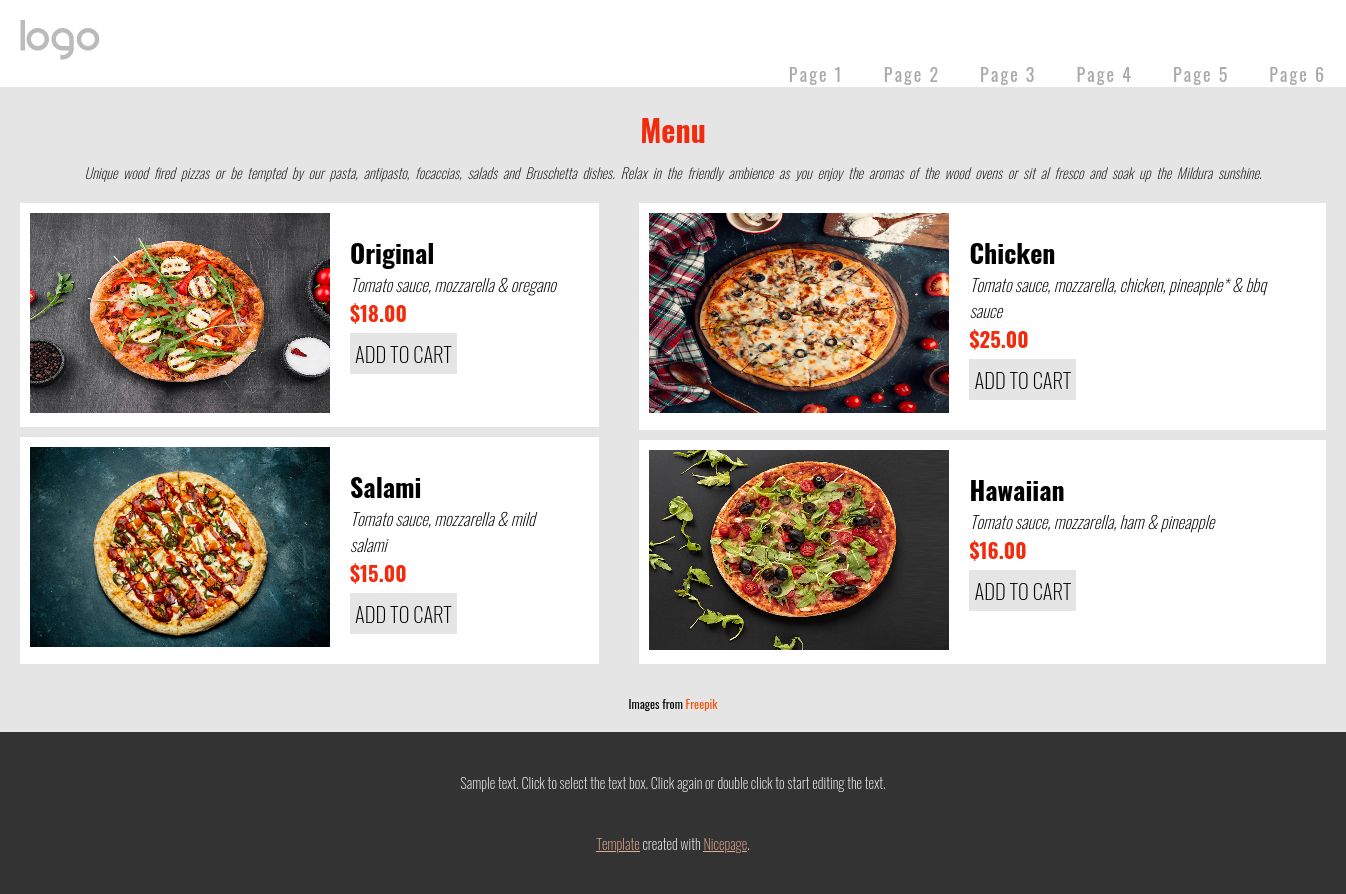 logo
Page 1 Page 2 Page 3 Page 4 Page 5 Page 6
Menu
Unique wood fired pizzas or be tempted by our pasta, antipasto, focaccias, salads and Bruschetta dishes. Relax in the friendly ambience as you enjoy the aromas of the wood ovens or sit al fresco and soak up the Mildura sunshine.
Original
Tomato sauce, mozzarella & oregano
$18.00
ADD TO CART
Chicken
Tomato sauce, mozzarella, chicken, pineapple* & bbq
sauce
$25.00
ADD TO CART
Salami
Tomato sauce, mozzarella & mild
salami
$15.00
ADD TO CART
Hawaiian
Tomato sauce, mozzarella, ham & pineapple
$16.00
ADD TO CART
Images from Freepik
Sample text. Click to select the text box. Click again or double click to start editing the text.
Template created with Nicepage.